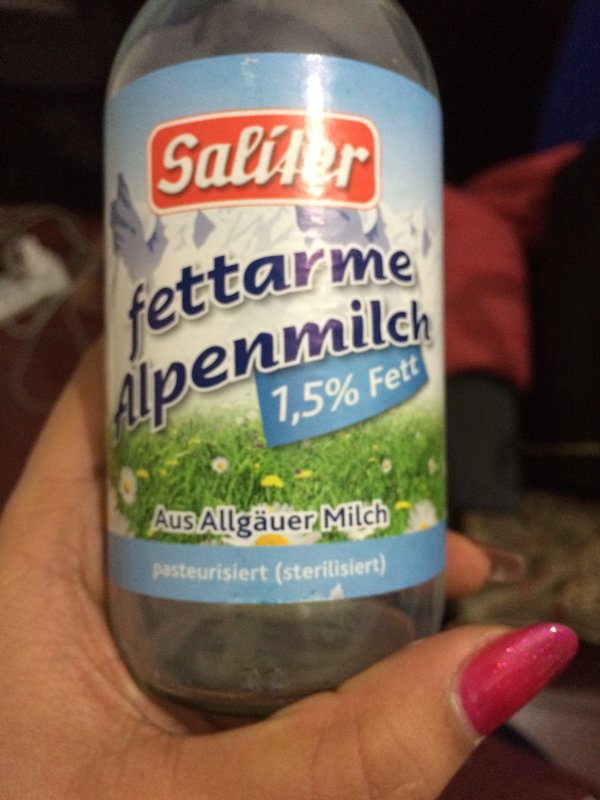 Saliter
fettarme
Alpenmilch
1,5% Fett
Aus Allgäuer Milch
pasteurisiert (sterilisiert)